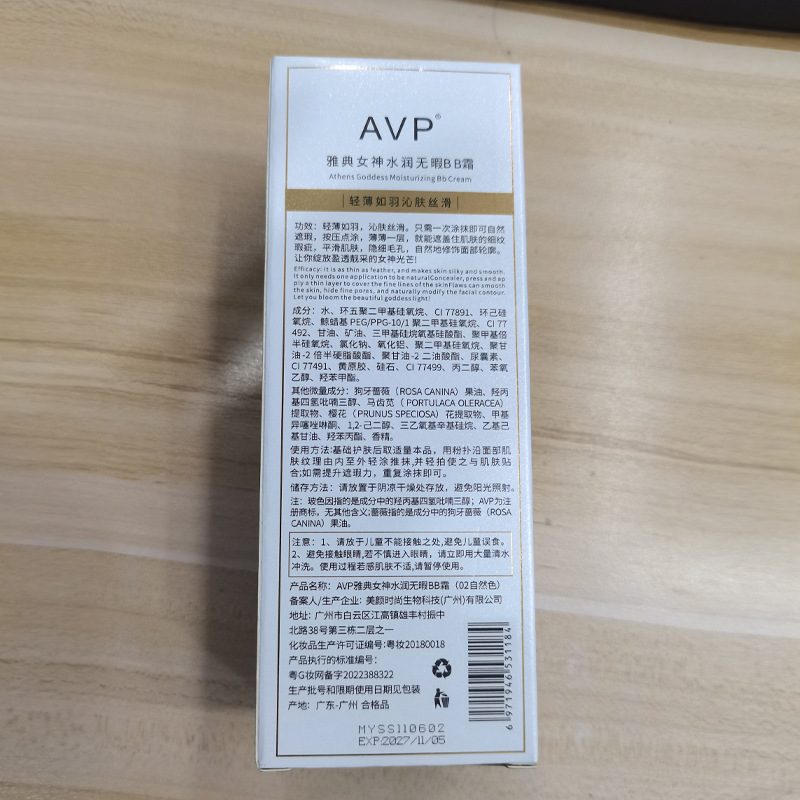 AVP®
雅典女神水润无暇BB霜
Athens Goddess Moisturizing Bb Cream
轻薄如羽沁肤丝滑
功效：轻薄如羽，沁肤丝滑。只需一次涂抹即可自然
遮瑕，按压点涂，薄薄一层，就能遮盖住肌肤的细纹
瑕疵，平滑肌肤，隐细毛孔，自然地修饰面部轮廓。
让你绽放盈透靓采的女神光芒！
Efficacy: It is as thin as feather, and makes skin silky and smooth.
It only needs one application to be naturalConcealer, press and ap
ply a thin layer to cover the fine lines of the skinFlaws can smooth
the skin, hide fine pores, and naturally modify the facial contour.
Let you bloom the beautiful goddess light!
成分：水、环五聚二甲基硅氧烷、CI 77891、环己硅
氧烷、鲸蜡基 PEG/PPG-10/1 聚二甲基硅氧烷、CI 77
492、甘油、矿油、三甲基硅烷氧基硅酸酯、聚甲基倍
半硅氧烷、氯化钠、氧化铝、聚二甲基硅氧烷、聚甘
油-2 倍半硬脂酸酯、聚甘油-2 二油酸酯、尿囊素、
CI 77491、黄原胶、硅石、CI 77499、丙二醇、苯氧
乙醇、羟苯甲酯。
其他微量成分：狗牙蔷薇（ROSA CANINA）果油、羟丙
基四氢吡喃三醇、马齿苋（ PORTULACA OLERACEA）
提取物、樱花（PRUNUS SPECIOSA）花提取物、甲基
异噻唑啉酮、1,2-己二醇、三乙氧基辛基硅烷、乙基己
基甘油、羟苯丙酯、香精。
使用方法:基础护肤后取适量本品，用粉扑沿面部肌
肤纹理由内至外轻涂推抹,并轻拍使之与肌肤贴
合;如需提升遮瑕力，重复涂抹即可。
储存方法：请放置于阴凉干燥处存放，避免阳光照射。
注：玻色因指的是成分中的羟丙基四氢吡喃三醇；AVP为注
册商标，无其他含义;蔷薇指的是成分中的狗牙蔷薇（ROSA
CANINA）果油。
注意：1、请放于儿童不能接触之处,避免儿童误食。
2、避免接触眼睛,若不慎进入眼睛，请立即用大量清水
冲洗。使用过程若感肌肤不适,请暂停使用。
产品名称：AVP雅典女神水润无暇BB霜（02自然色）
备案人/生产企业：美颜时尚生物科技(广州)有限公司
地址：广州市白云区江高镇雄丰村振中
北路38号第三栋二层之一
化妆品生产许可证编号:粤妆20180018
产品执行的标准编号：
粤G妆网备字2022388322
生产批号和限期使用日期见包装
产地：广东-广州 合格品
6 971946 531184
MYSS110602
EXP:2027/11/05